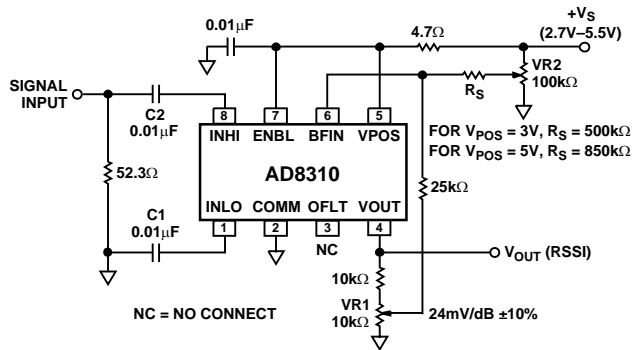 +VS
(2.7V–5.5V)
0.01μF
4.7Ω
VR2
100kΩ
SIGNAL
INPUT
C2
0.01μF
RS
8 7 6 5
INHI ENBL BFIN VPOS
FOR VPOS = 3V, RS = 500kΩ
FOR VPOS = 5V, RS = 850kΩ
52.3Ω
AD8310
25kΩ
C1
0.01μF
INLO COMM OFLT VOUT
1 2 3 4
NC
VOUT (RSSI)
10kΩ
VR1
10kΩ
24mV/dB ±10%
NC = NO CONNECT